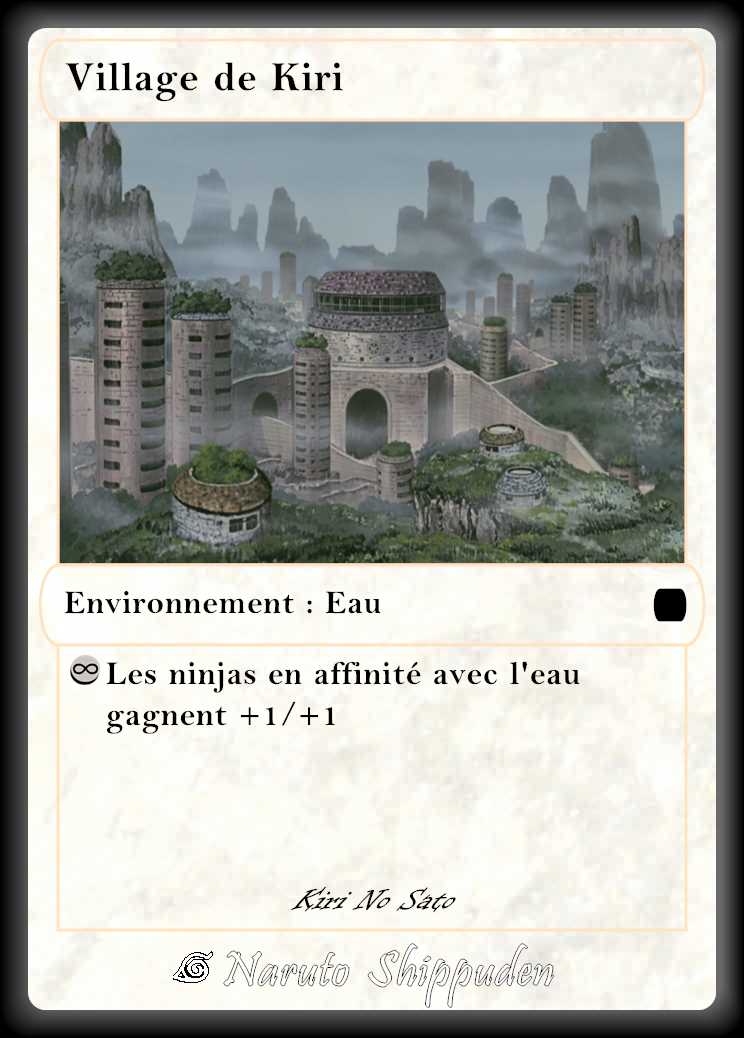 Village de Kiri
Environnement : Eau
∞ Les ninjas en affinité avec l'eau
gagnent +1/+1
Kiri No Sato
Naruto Shippuden